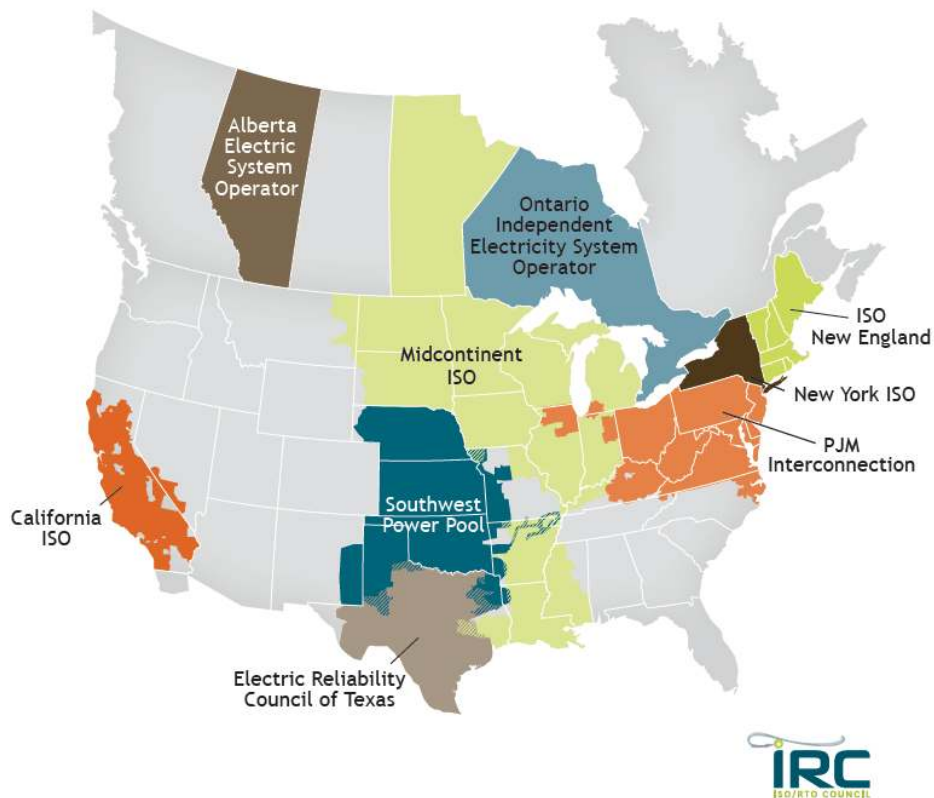 Alberta
Electric
System
Operator
Ontario
Independent
Electricity System
Operator
ISO
New England
Midcontinent
ISO
New York ISO
PJM
Interconnection
Southwest
Power Pool
California
ISO
Electric Reliability
Council of Texas
IRC
ISO/RTO COUNCIL